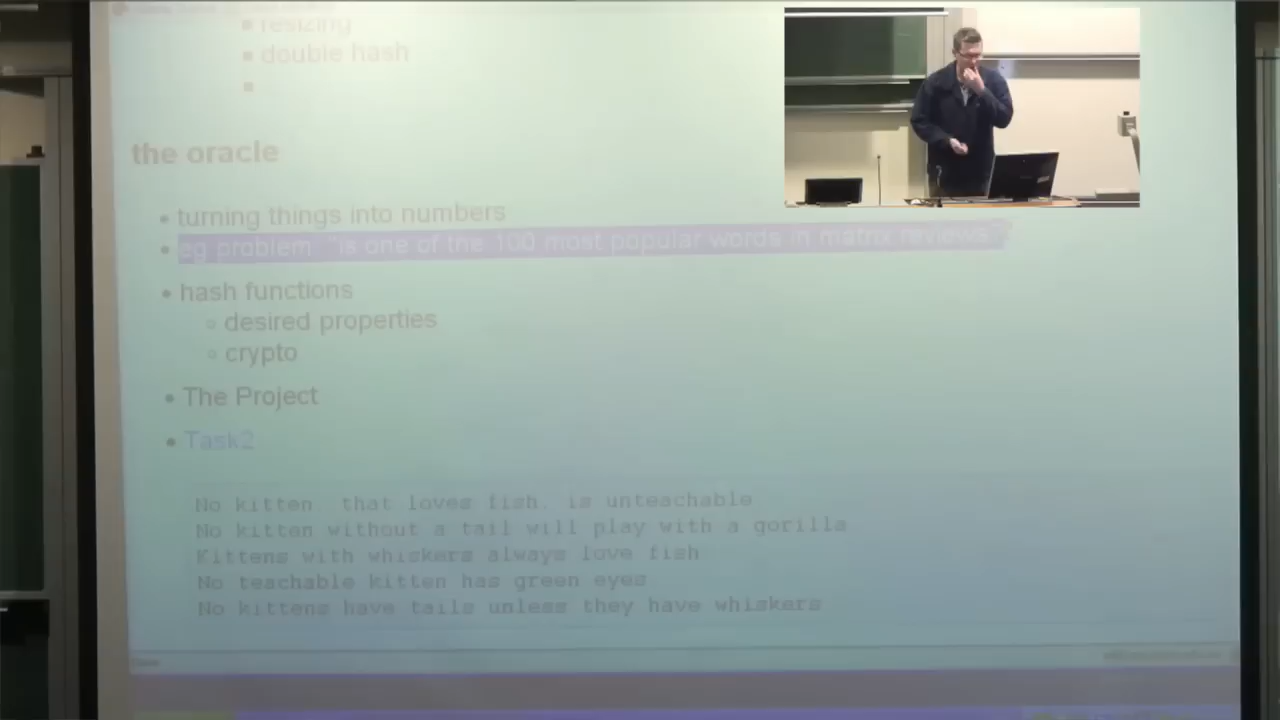 resizing
double hash
the oracle
turning things into numbers
eg problem: "is one of the 100 most popular words in matrix reviews"
hash functions
desired properties
crypto
The Project
Task2
No kitten that loves fish, is unteachable
No kitten without a tail will play with a gorilla
Kittens with whiskers always love fish
No teachable kitten has green eyes
No kittens have tails unless they have whiskers